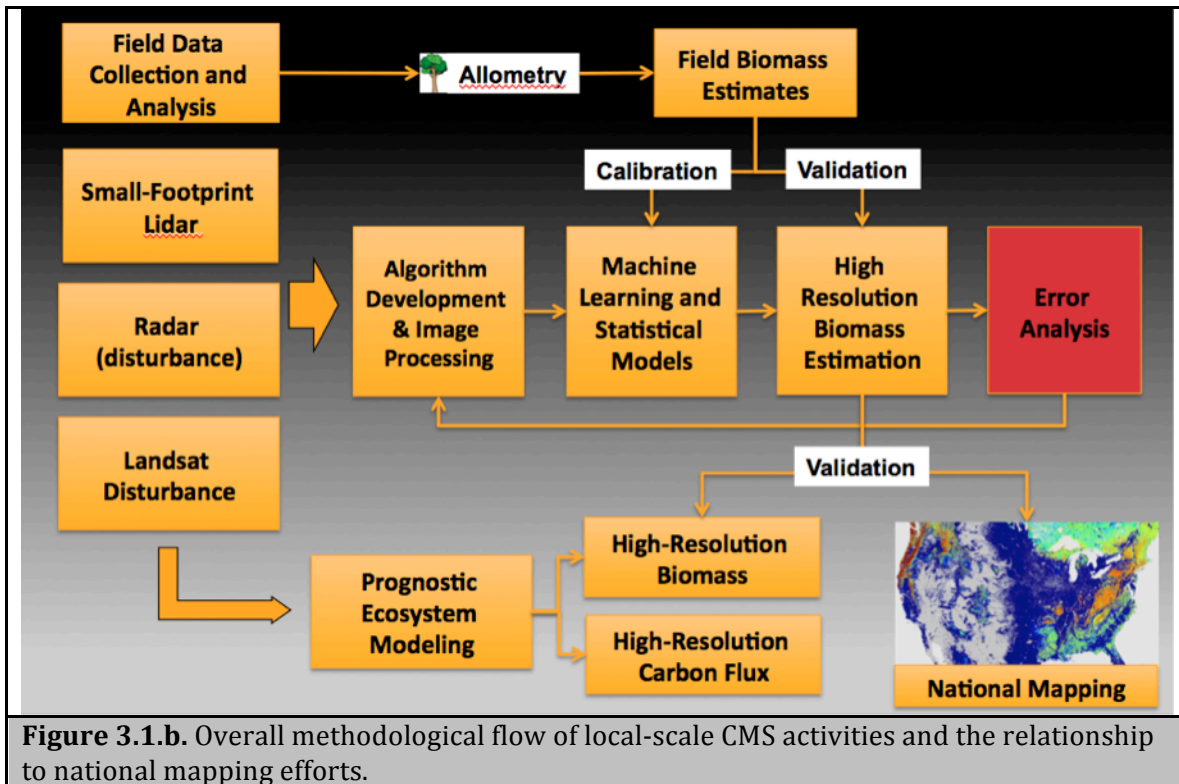 Field Data
Collection and
Analysis
Allometry
Field Biomass
Estimates
Calibration
Validation
Small-Footprint
Lidar
Radar
(disturbance)
Landsat
Disturbance
Algorithm
Development
& Image
Processing
Machine
Learning and
Statistical
Models
High
Resolution
Biomass
Estimation
Error
Analysis
Validation
Prognostic
Ecosystem
Modeling
High-Resolution
Biomass
High-Resolution
Carbon Flux
National Mapping
Figure 3.1.b. Overall methodological flow of local-scale CMS activities and the relationship
to national mapping efforts.